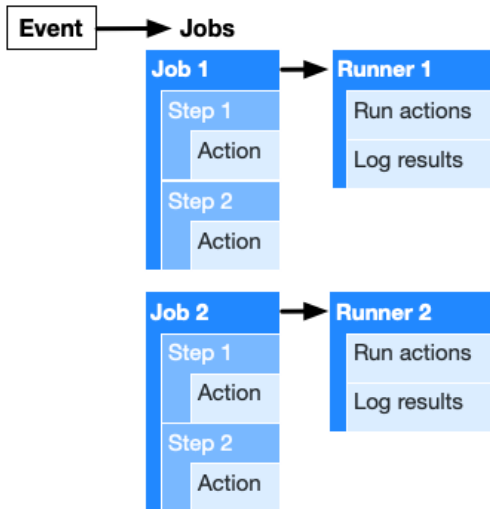 Event
Jobs
Job 1
Step 1
Action
Step 2
Action
Runner 1
Run actions
Log results
Job 2
Step 1
Action
Step 2
Action
Runner 2
Run actions
Log results